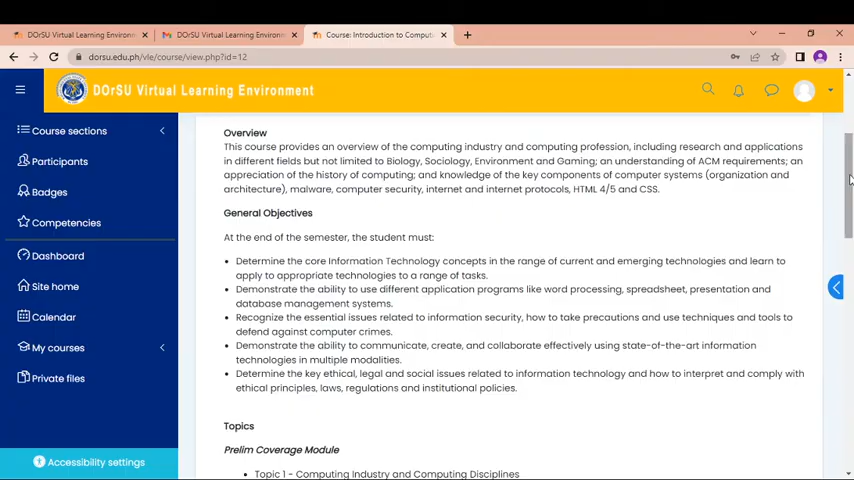 DOrSU Virtual Learning Environm
DOrSU Virtual Learning Environm
Course: Introduction to Computi
dorsu.edu.ph/vle/course/view.php?id=12
DOrSU Virtual Learning Environment
Course sections
Participants
Badges
Competencies
Dashboard
Site home
Calendar
My courses
Private files
Accessibility settings
Overview
This course provides an overview of the computing industry and computing profession, including research and applications
in different fields but not limited to Biology, Sociology, Environment and Gaming; an understanding of ACM requirements; an
appreciation of the history of computing; and knowledge of the key components of computer systems (organization and
architecture), malware, computer security, internet and internet protocols, HTML 4/5 and CSS.
General Objectives
At the end of the semester, the student must:
• Determine the core Information Technology concepts in the range of current and emerging technologies and learn to
apply to appropriate technologies to a range of tasks.
• Demonstrate the ability to use different application programs like word processing, spreadsheet, presentation and
database management systems.
• Recognize the essential issues related to information security, how to take precautions and use techniques and tools to
defend against computer crimes.
• Demonstrate the ability to communicate, create, and collaborate effectively using state-of-the-art information
technologies in multiple modalities.
• Determine the key ethical, legal and social issues related to information technology and how to interpret and comply with
ethical principles, laws, regulations and institutional policies.
Topics
Prelim Coverage Module
• Topic 1 - Computing Industry and Computing Disciplines